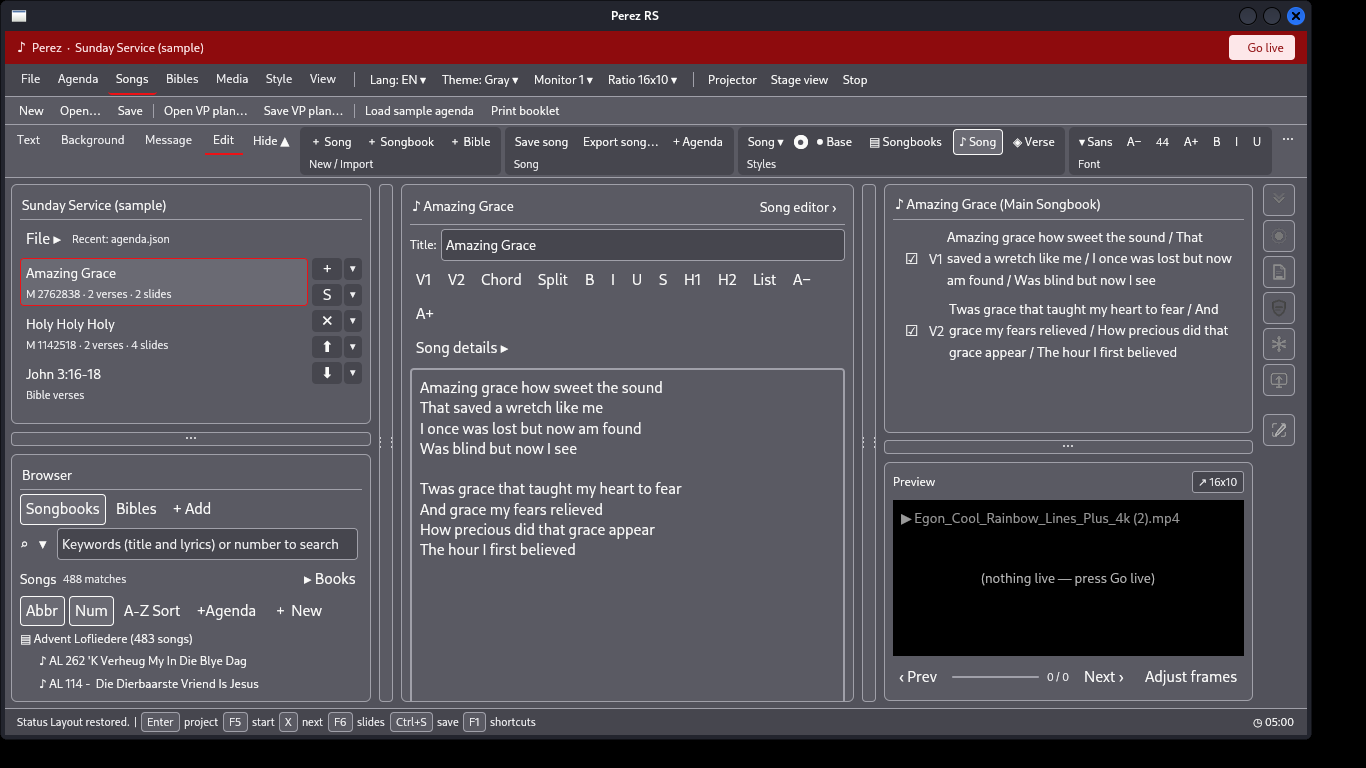 Perez RS
♪ Perez · Sunday Service (sample)
Go live
File Agenda Songs Bibles Media Style View Lang: EN ▾ Theme: Gray ▾ Monitor 1 ▾ Ratio 16x10 ▾ Projector Stage view Stop
New Open... Save Open VP plan... Save VP plan... Load sample agenda Print booklet
Text Background Message Edit Hide ▲ + Song + Songbook + Bible Save song Export song... + Agenda Song ▾ ● Base ▤ Songbooks ♪ Song ◈ Verse ▾ Sans A− 44 A+ B I U ...
New / Import Song Styles Font
Sunday Service (sample)
File ▸ Recent: agenda.json
Amazing Grace
M 2762838 · 2 verses · 2 slides
Holy Holy Holy
M 1142518 · 2 verses · 4 slides
John 3:16-18
Bible verses
+ ▾
S ▾
✕ ▾
⬆ ▾
⬇ ▾
...
Browser
Songbooks Bibles + Add
▼ Keywords (title and lyrics) or number to search
Songs 488 matches ▸ Books
Abbr Num A-Z Sort +Agenda + New
▤ Advent Lofliedere (483 songs)
♪ AL 262 'K Verheug My In Die Blye Dag
♪ AL 114 - Die Dierbaarste Vriend Is Jesus
♪ Amazing Grace Song editor ›
Title: Amazing Grace
V1 V2 Chord Split B I U S H1 H2 List A−
A+
Song details ▸
Amazing grace how sweet the sound
That saved a wretch like me
I once was lost but now am found
Was blind but now I see
Twas grace that taught my heart to fear
And grace my fears relieved
How precious did that grace appear
The hour I first believed
♪ Amazing Grace (Main Songbook)
Amazing grace how sweet the sound / That
☑ V1 saved a wretch like me / I once was lost but now
am found / Was blind but now I see
Twas grace that taught my heart to fear / And
☑ V2 grace my fears relieved / How precious did that
grace appear / The hour I first believed
...
Preview ↗ 16x10
▶ Egon_Cool_Rainbow_Lines_Plus_4k (2).mp4
(nothing live — press Go live)
‹ Prev 0 / 0 Next › Adjust frames
Status Layout restored. | Enter project F5 start X next F6 slides Ctrl+S save F1 shortcuts
◷ 05:00